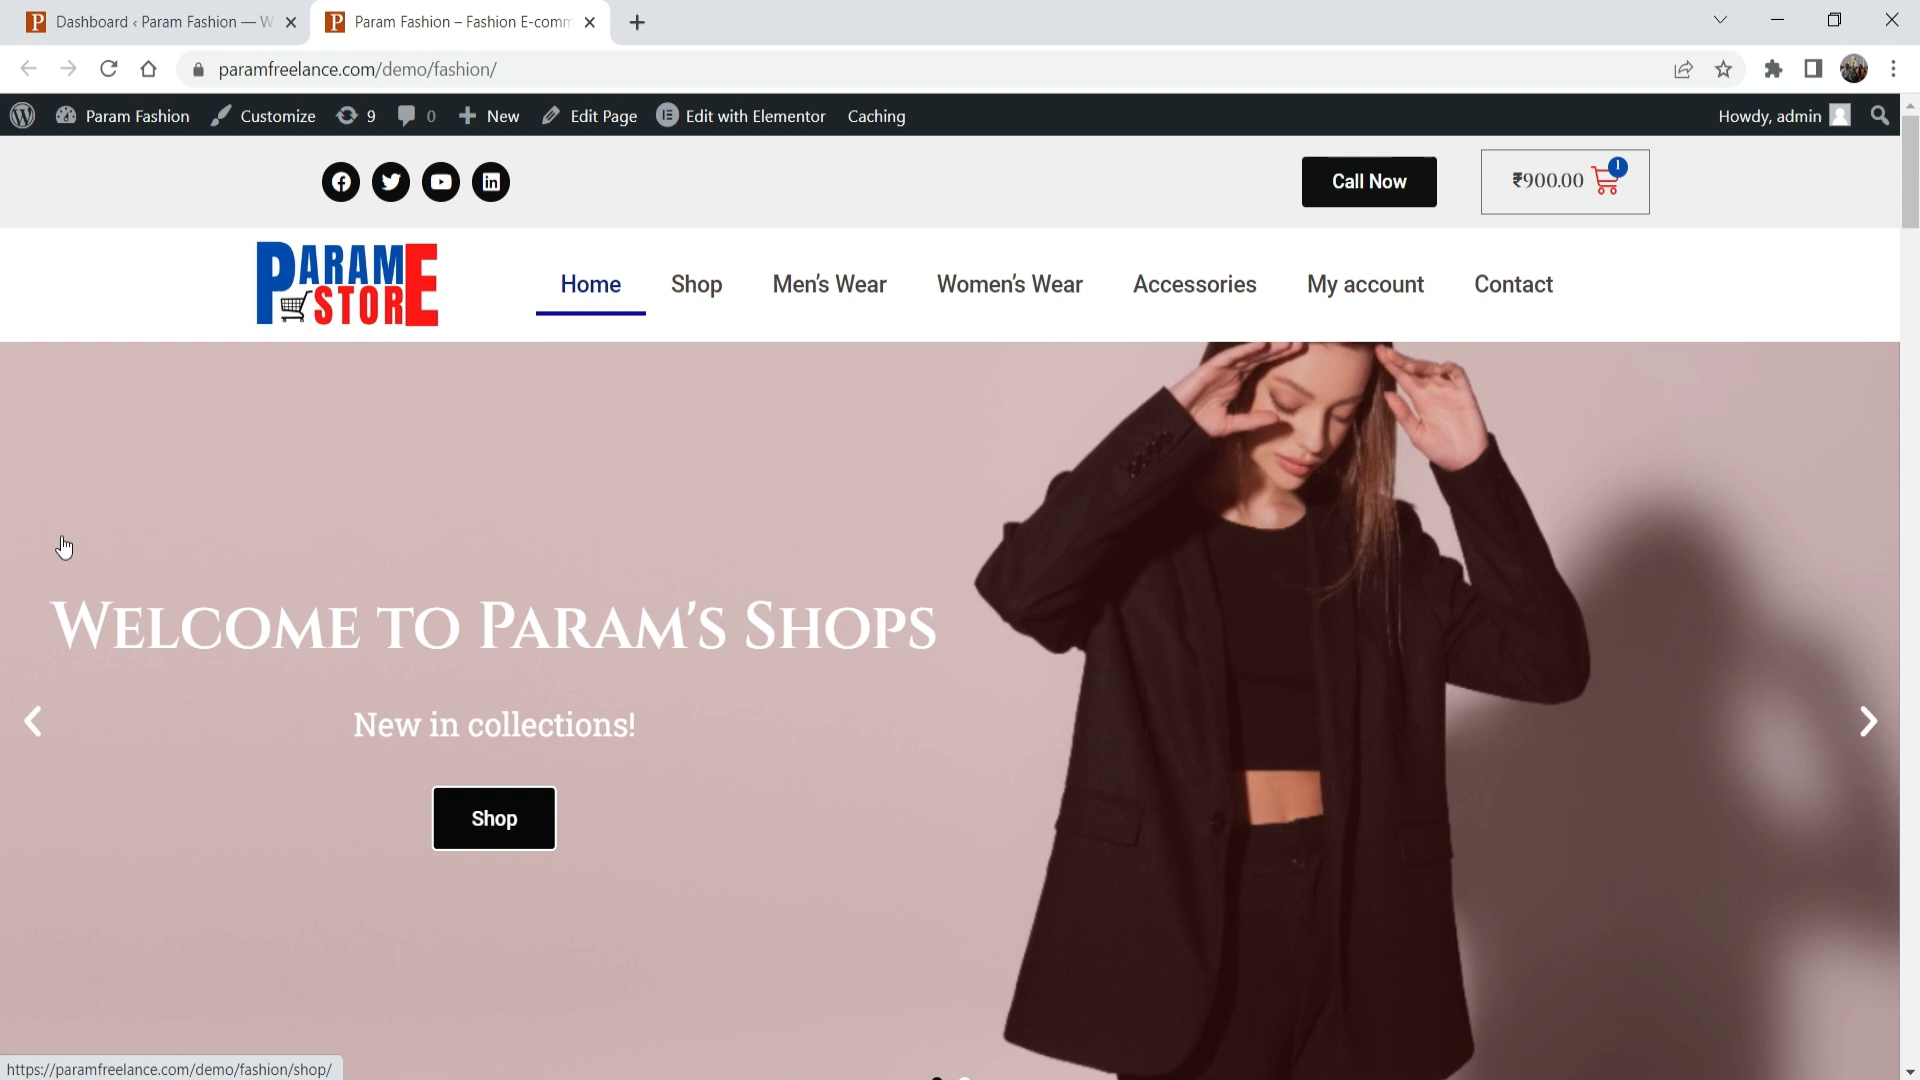 Dashboard ‹ Param Fashion — W
Param Fashion – Fashion E-comm
paramfreelance.com/demo/fashion/
Param Fashion Customize 9 0 New Edit Page Edit with Elementor Caching Howdy, admin
Call Now ₹900.00 1
PARAM E STORE
Home Shop Men’s Wear Women’s Wear Accessories My account Contact
Welcome to Param's Shops
New in collections!
Shop
https://paramfreelance.com/demo/fashion/shop/